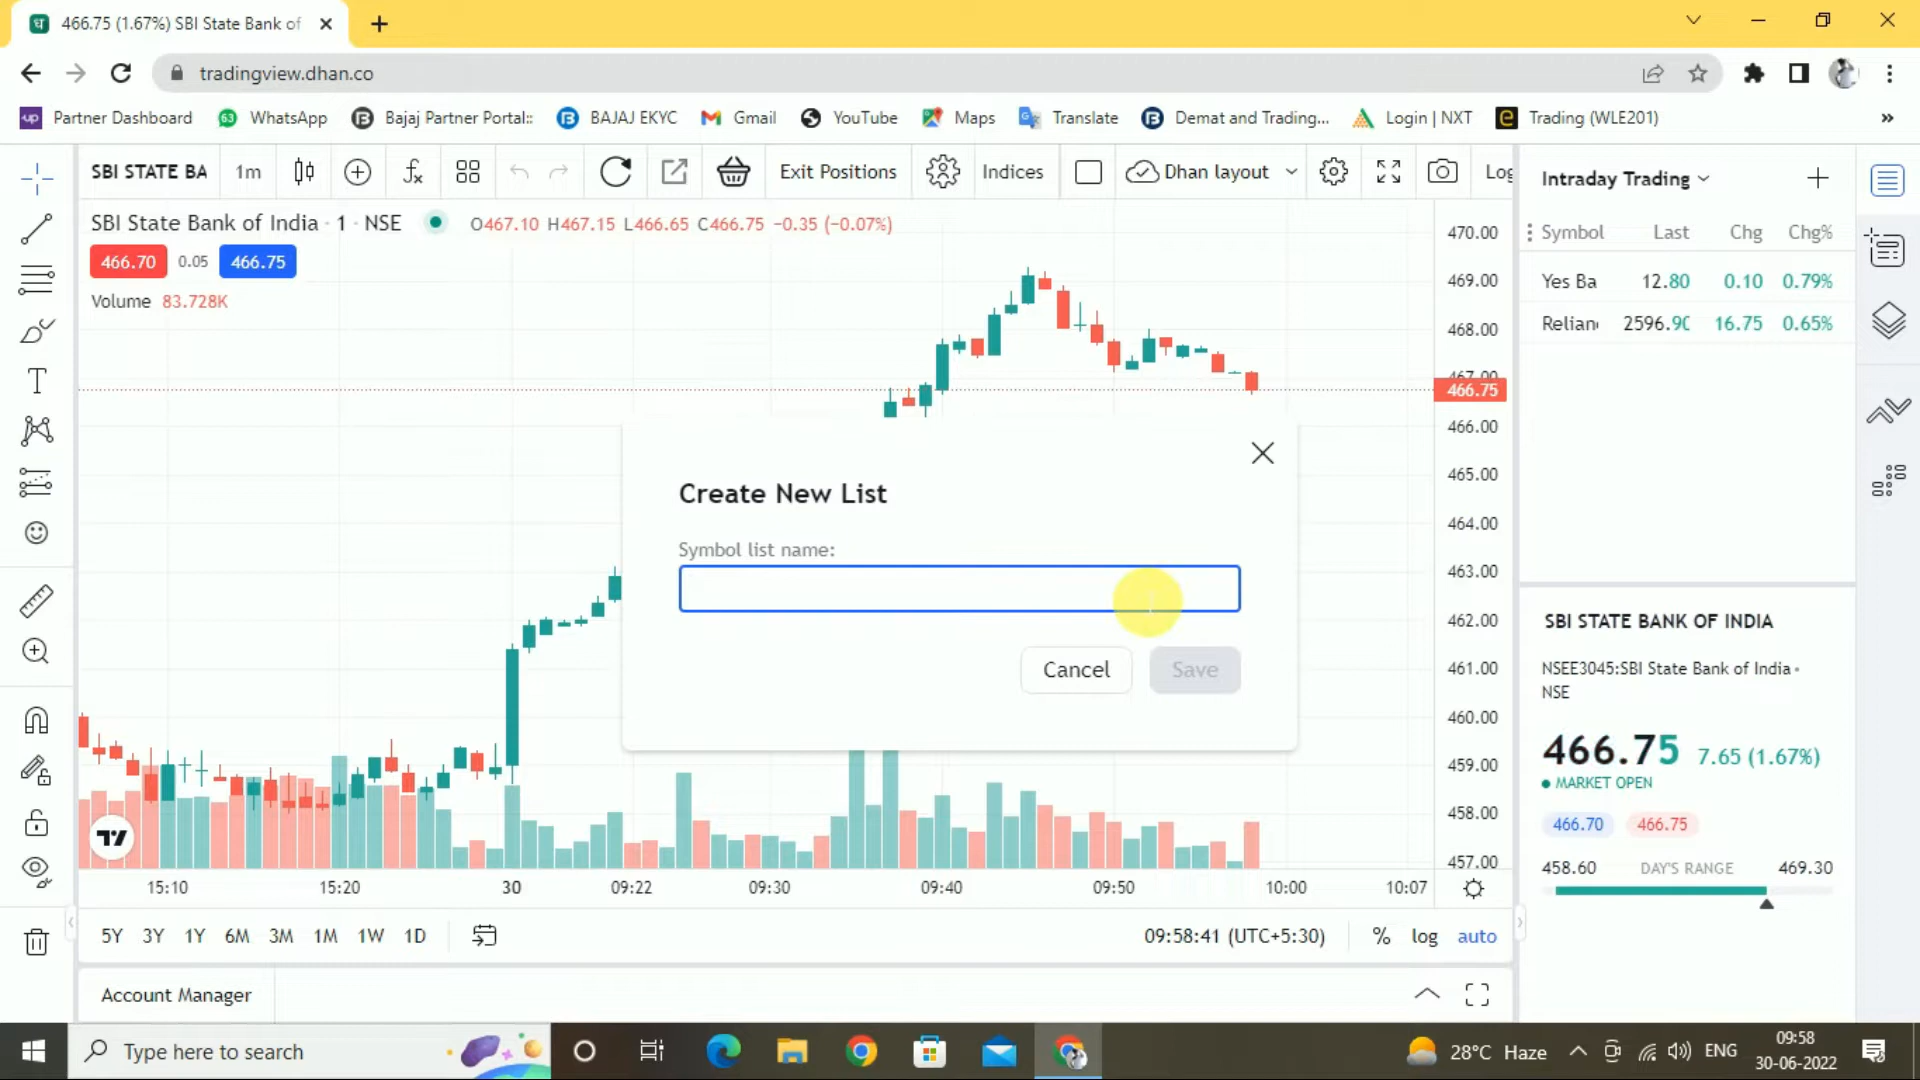 466.75 (1.67%) SBI State Bank of
tradingview.dhan.co
Partner Dashboard
63 WhatsApp
Bajaj Partner Portal::
BAJAJ EKYC
Gmail
YouTube
Maps
Translate
Demat and Trading...
Login | NXT
Trading (WLE201)
»
SBI STATE BA
1m
Exit Positions
Indices
Dhan layout
Log
SBI State Bank of India · 1 · NSE
O467.10 H467.15 L466.65 C466.75 −0.35 (−0.07%)
466.70 0.05 466.75
Volume 83.728K
470.00
469.00
468.00
467.00
466.75
466.00
465.00
464.00
463.00
462.00
461.00
460.00
459.00
458.00
457.00
Create New List
Symbol list name:
Cancel
Save
15:10 15:20 30 09:22 09:30 09:40 09:50 10:00 10:07
5Y 3Y 1Y 6M 3M 1M 1W 1D
09:58:41 (UTC+5:30) % log auto
Account Manager
Intraday Trading
Symbol Last Chg Chg%
Yes Ba 12.80 0.10 0.79%
Relian 2596.90 16.75 0.65%
SBI STATE BANK OF INDIA
NSEE3045:SBI State Bank of India •
NSE
466.75 7.65 (1.67%)
MARKET OPEN
466.70 466.75
458.60 DAY'S RANGE 469.30
Type here to search
28°C Haze
ENG
09:58
30-06-2022